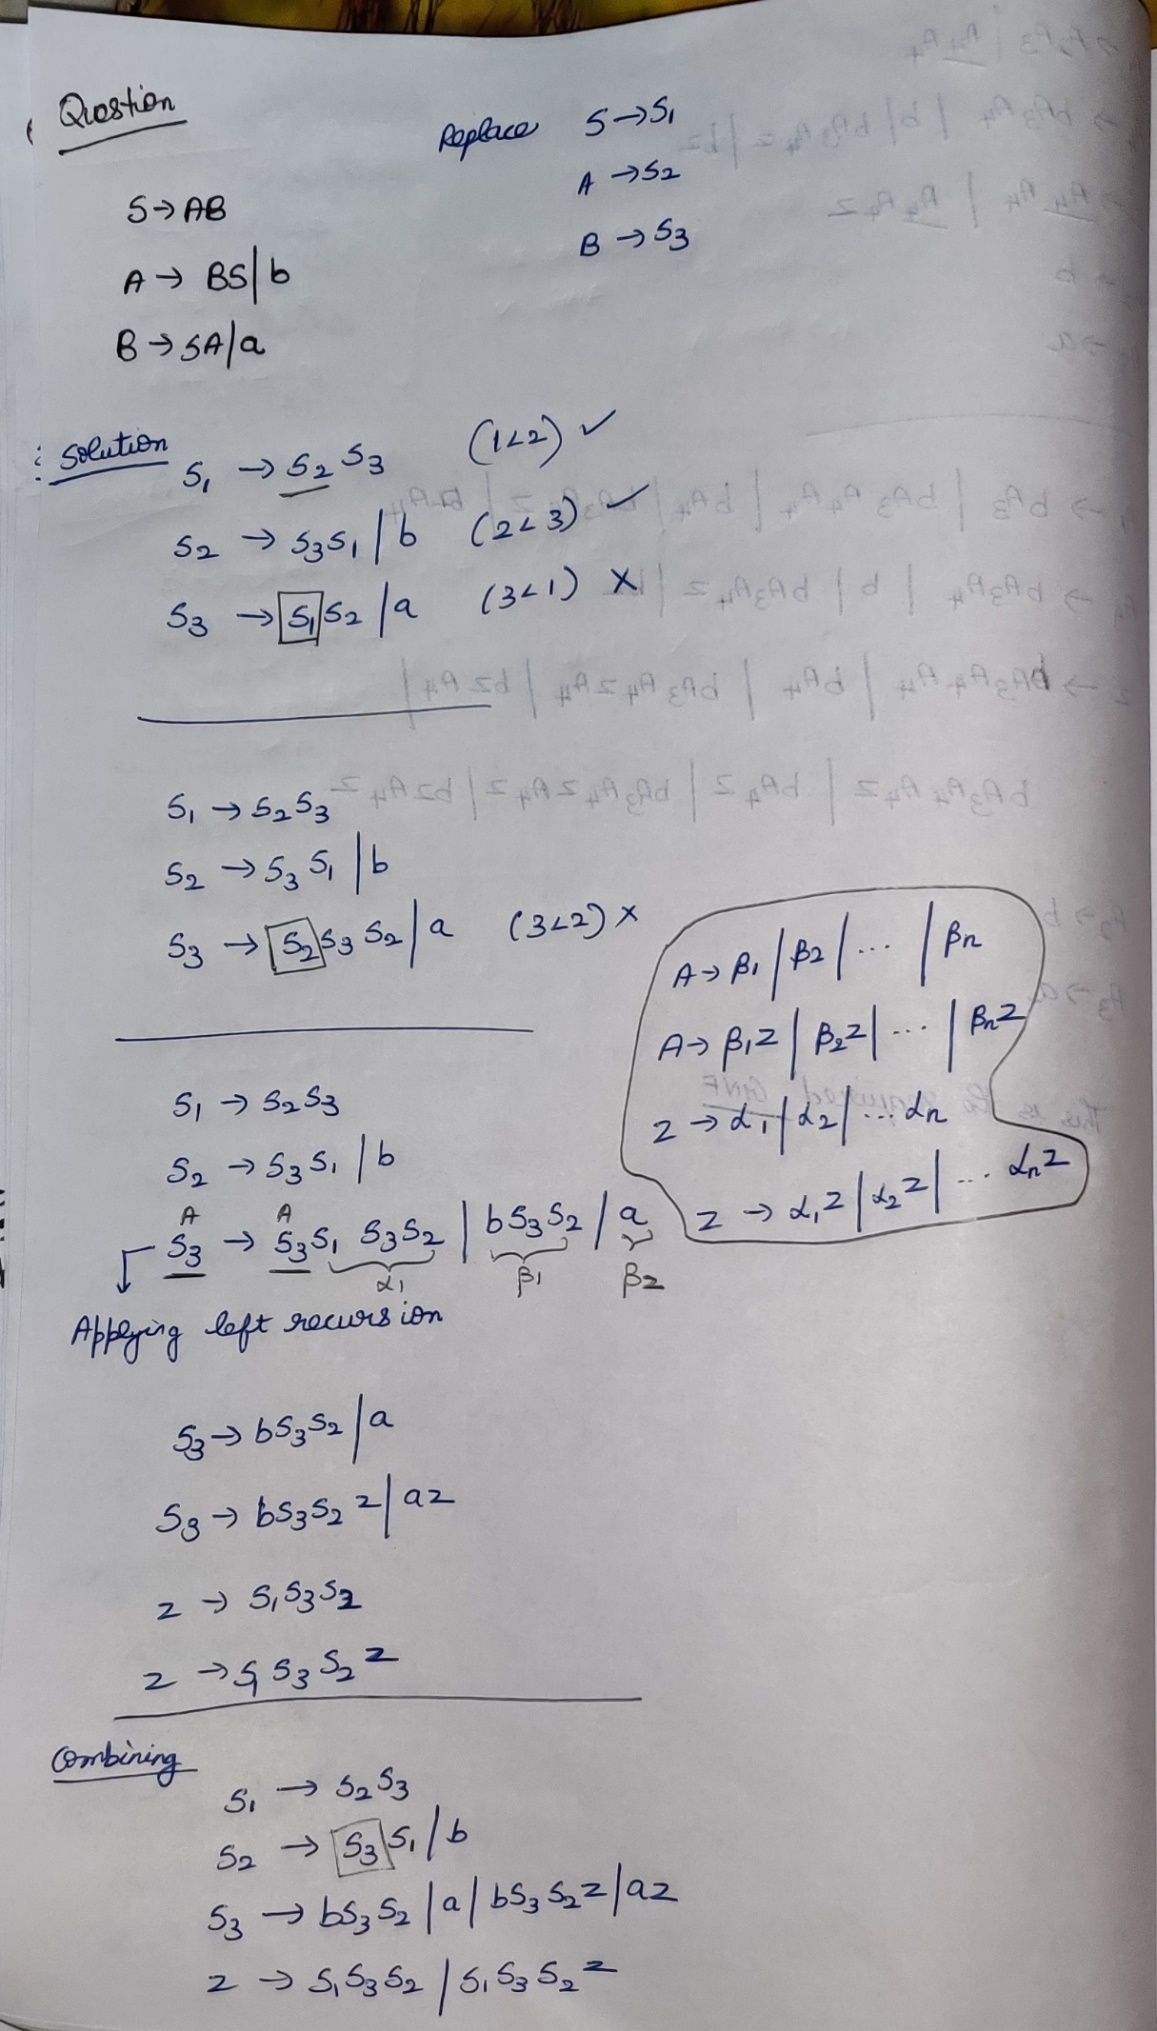 Question
Replace S→S₁
A→S₂
B→S₃
S→AB
A→BS|b
B→SA|a
Solution
S₁→S₂S₃ (1<2) ✓
S₂→S₃S₁|b (2<3) ✓
S₃→S₁S₂|a (3<1) ×
S₁→S₂S₃
S₂→S₃S₁|b
S₃→S₂S₃S₂|a (3<2) ×
A→β₁|β₂|...|βn
A→β₁z|β₂z|...|βnz
z→α₁|α₂|...αn
z→α₁z|α₂z|...αnz
S₁→S₂S₃
S₂→S₃S₁|b
A A
S₃→S₃S₁S₃S₂|bS₃S₂|a
α₁ β₁ β₂
Applying left recursion
S₃→bS₃S₂|a
S₃→bS₃S₂z|az
z→S₁S₃S₂
z→S₁S₃S₂z
Combining
S₁→S₂S₃
S₂→S₃S₁|b
S₃→bS₃S₂|a|bS₃S₂z|az
z→S₁S₃S₂|S₁S₃S₂z